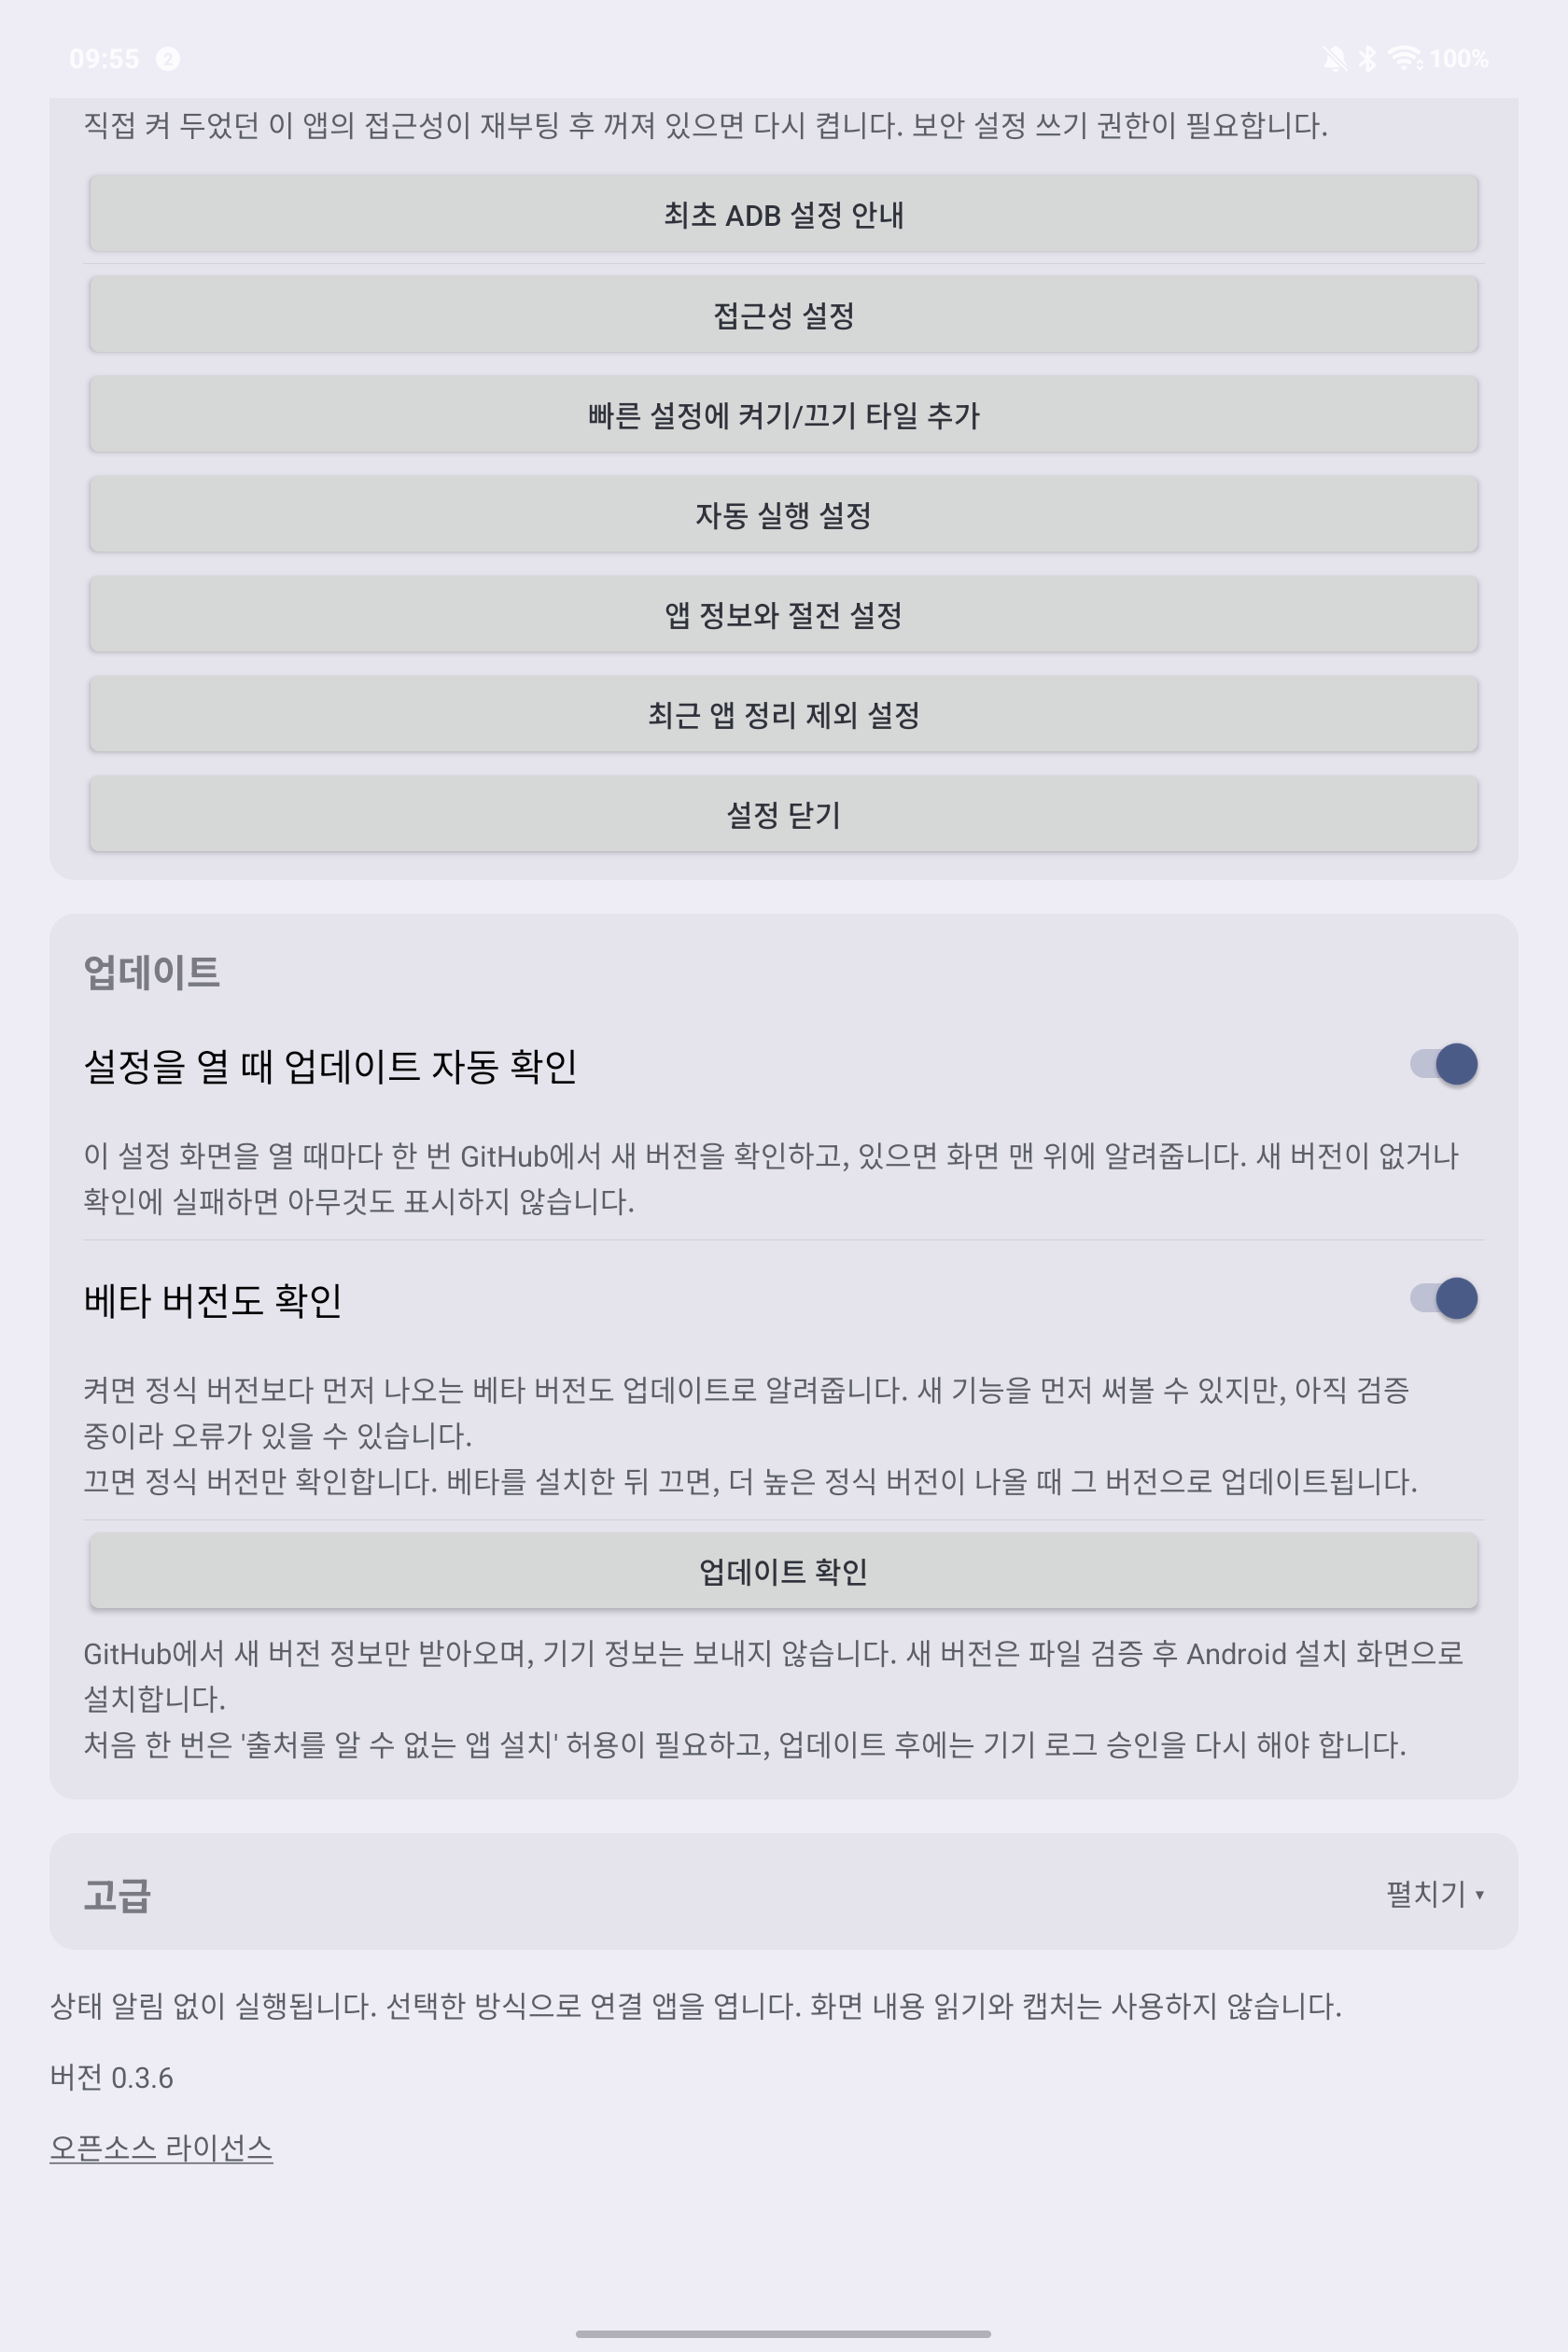 09:55 2 100%
직접 켜 두었던 이 앱의 접근성이 재부팅 후 꺼져 있으면 다시 켭니다. 보안 설정 쓰기 권한이 필요합니다.
최초 ADB 설정 안내
접근성 설정
빠른 설정에 켜기/끄기 타일 추가
자동 실행 설정
앱 정보와 절전 설정
최근 앱 정리 제외 설정
설정 닫기
업데이트
설정을 열 때 업데이트 자동 확인
이 설정 화면을 열 때마다 한 번 GitHub에서 새 버전을 확인하고, 있으면 화면 맨 위에 알려줍니다. 새 버전이 없거나
확인에 실패하면 아무것도 표시하지 않습니다.
베타 버전도 확인
켜면 정식 버전보다 먼저 나오는 베타 버전도 업데이트로 알려줍니다. 새 기능을 먼저 써볼 수 있지만, 아직 검증
중이라 오류가 있을 수 있습니다.
끄면 정식 버전만 확인합니다. 베타를 설치한 뒤 끄면, 더 높은 정식 버전이 나올 때 그 버전으로 업데이트됩니다.
업데이트 확인
GitHub에서 새 버전 정보만 받아오며, 기기 정보는 보내지 않습니다. 새 버전은 파일 검증 후 Android 설치 화면으로
설치합니다.
처음 한 번은 '출처를 알 수 없는 앱 설치' 허용이 필요하고, 업데이트 후에는 기기 로그 승인을 다시 해야 합니다.
고급 펼치기 ▾
상태 알림 없이 실행됩니다. 선택한 방식으로 연결 앱을 엽니다. 화면 내용 읽기와 캡처는 사용하지 않습니다.
버전 0.3.6
오픈소스 라이선스